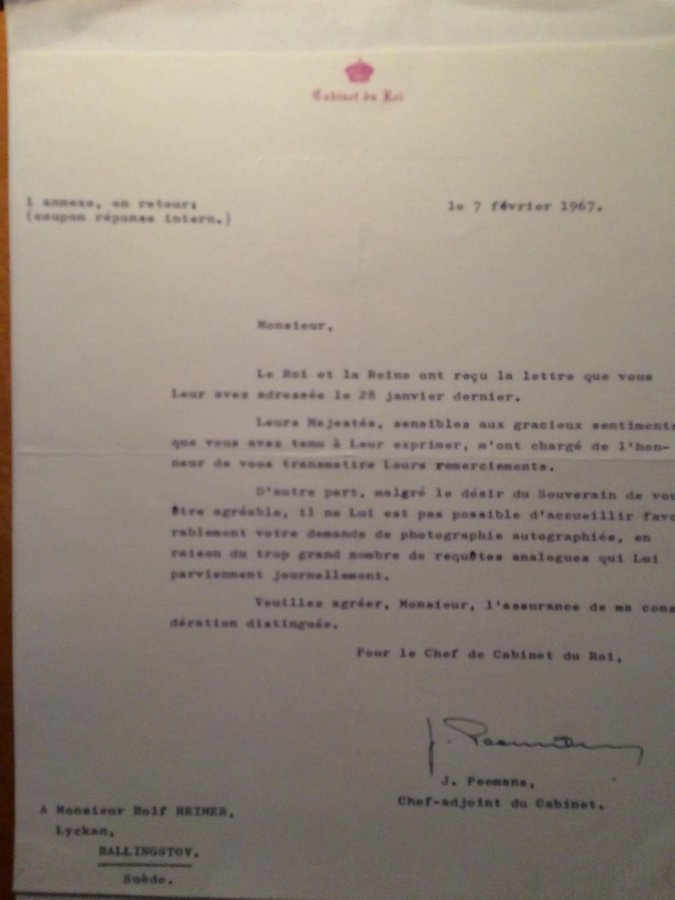 Cabinet du Roi
1 annexe, en retour:
(coupon réponse intern.)
le 7 février 1967.
Monsieur,
Le Roi et la Reine ont reçu la lettre que vous
Leur avez adressée le 28 janvier dernier.
Leurs Majestés, sensibles aux gracieux sentiments
que vous avez tenu à Leur exprimer, m'ont chargé de l'hon-
neur de vous transmettre Leurs remerciements.
D'autre part, malgré le désir du Souverain de vou
être agréable, il ne Lui est pas possible d'accueillir favo
rablement votre demande de photographie autographiée, en
raison du trop grand nombre de requêtes analogues qui Lui
parviennent journellement.
Veuillez agréer, Monsieur, l'assurance de ma cons
dération distinguée.
Pour le Chef de Cabinet du Roi,
J. Peemans
J. Peemans,
Chef-adjoint du Cabinet.
A Monsieur Rolf REIMER,
Lyckan,
BALLINGSTOV.
Suède.